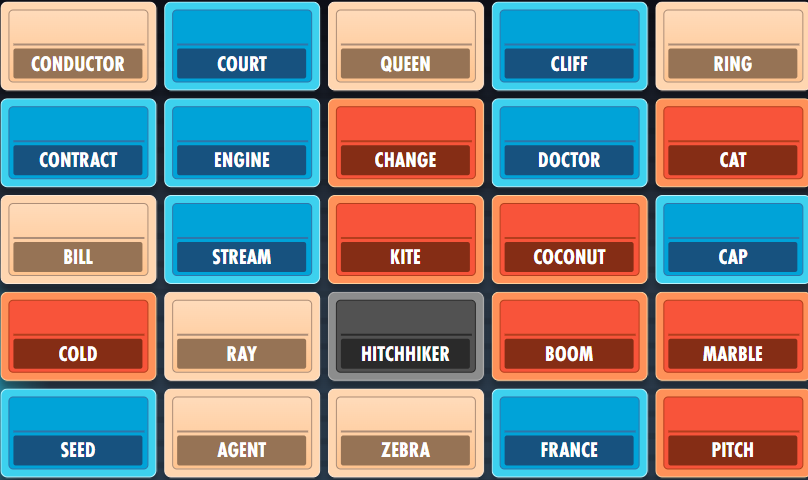 CONDUCTOR
COURT
QUEEN
CLIFF
RING
CONTRACT
ENGINE
CHANGE
DOCTOR
CAT
BILL
STREAM
KITE
COCONUT
CAP
COLD
RAY
HITCHHIKER
BOOM
MARBLE
SEED
AGENT
ZEBRA
FRANCE
PITCH